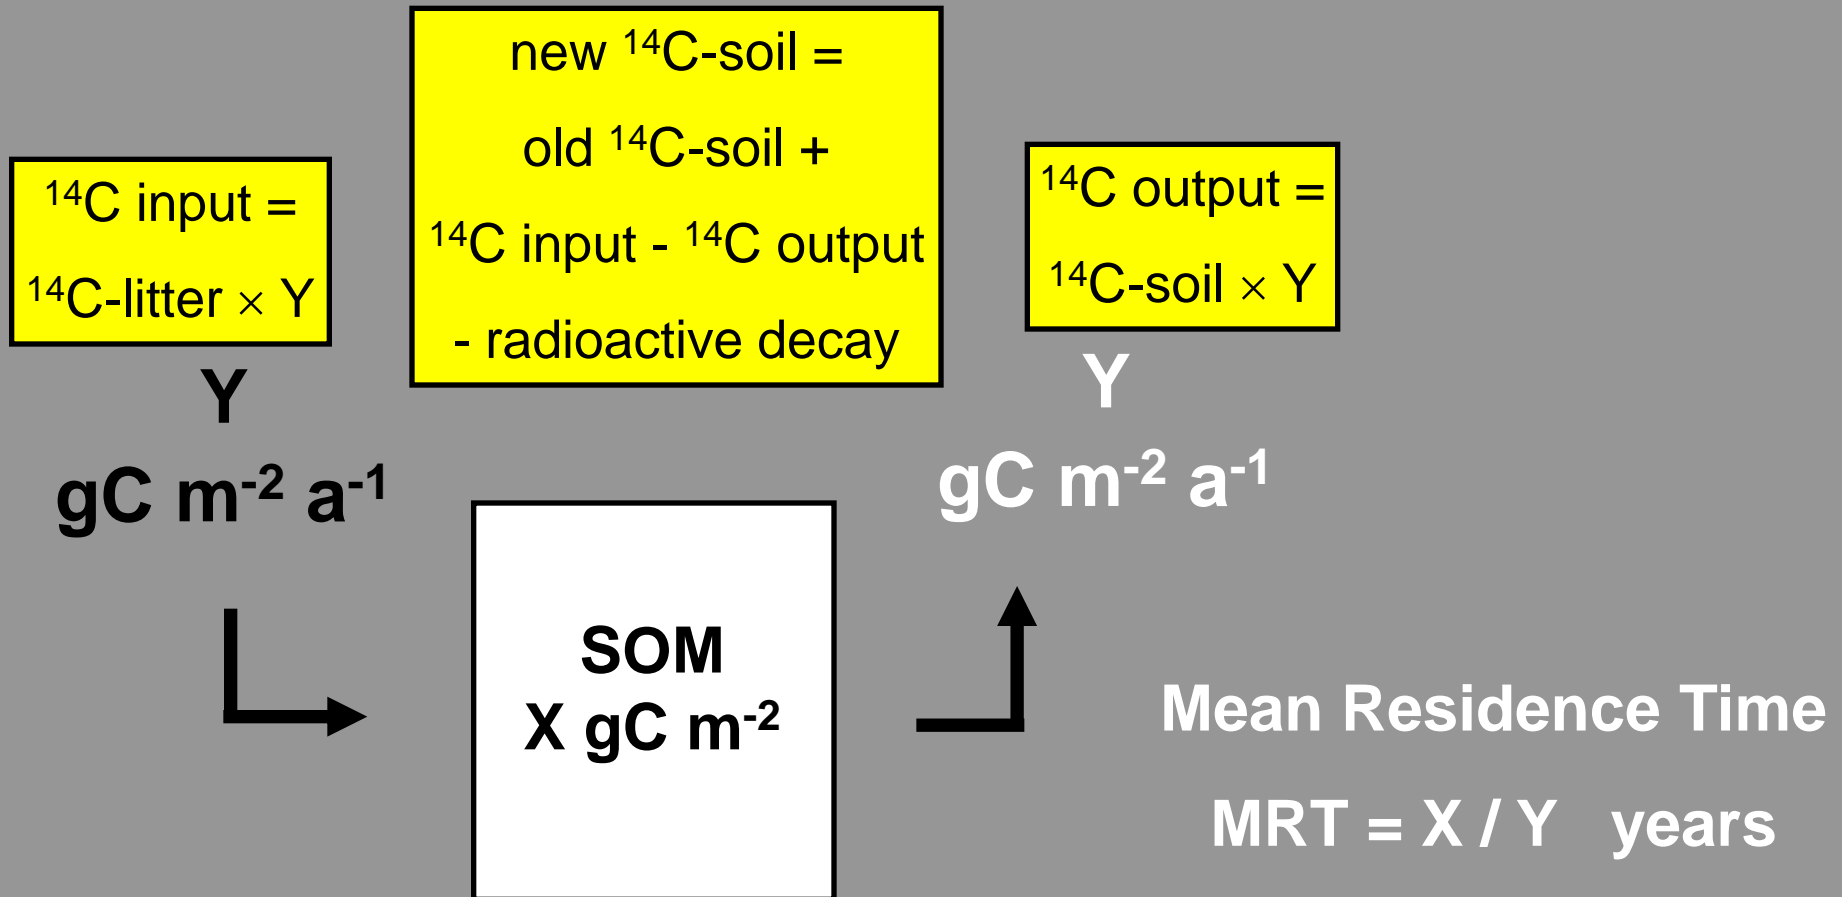 ¹⁴C input =
¹⁴C-litter × Y
new ¹⁴C-soil =
old ¹⁴C-soil +
¹⁴C input - ¹⁴C output
- radioactive decay
¹⁴C output =
¹⁴C-soil × Y
Y
gC m⁻² a⁻¹
Y
gC m⁻² a⁻¹
SOM
X gC m⁻²
Mean Residence Time
MRT = X / Y years